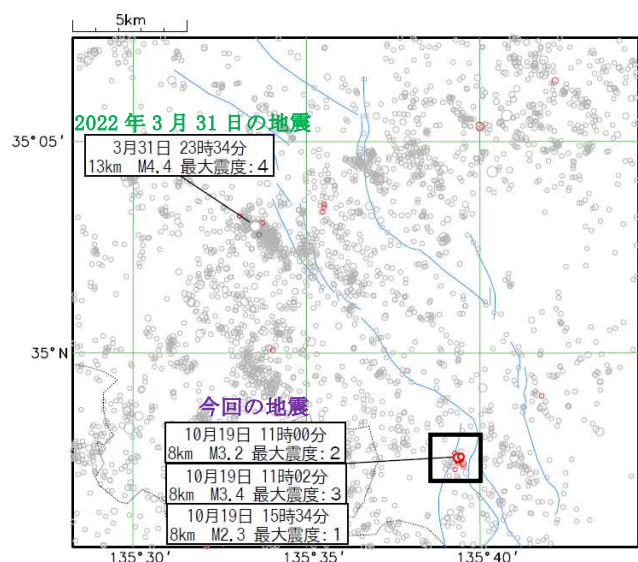 5km
2022年3月31日の地震
3月31日 23時34分
13km M4.4 最大震度:4
35°05′
35°N
今回の地震
10月19日 11時00分
8km M3.2 最大震度:2
10月19日 11時02分
8km M3.4 最大震度:3
10月19日 15時34分
8km M2.3 最大震度:1
135°30′
135°35′
135°40′